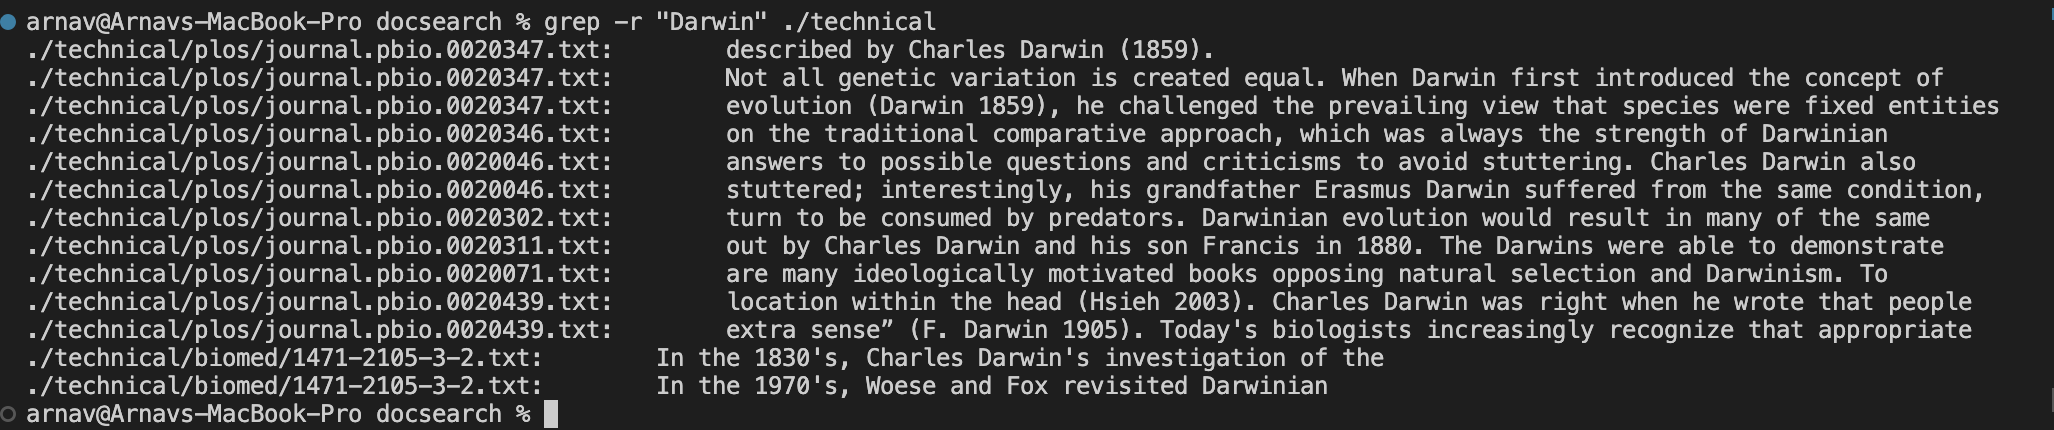 arnav@Arnavs-MacBook-Pro docsearch % grep -r "Darwin" ./technical
./technical/plos/journal.pbio.0020347.txt:        described by Charles Darwin (1859).
./technical/plos/journal.pbio.0020347.txt:        Not all genetic variation is created equal. When Darwin first introduced the concept of
./technical/plos/journal.pbio.0020347.txt:        evolution (Darwin 1859), he challenged the prevailing view that species were fixed entities
./technical/plos/journal.pbio.0020346.txt:        on the traditional comparative approach, which was always the strength of Darwinian
./technical/plos/journal.pbio.0020046.txt:        answers to possible questions and criticisms to avoid stuttering. Charles Darwin also
./technical/plos/journal.pbio.0020046.txt:        stuttered; interestingly, his grandfather Erasmus Darwin suffered from the same condition,
./technical/plos/journal.pbio.0020302.txt:        turn to be consumed by predators. Darwinian evolution would result in many of the same
./technical/plos/journal.pbio.0020311.txt:        out by Charles Darwin and his son Francis in 1880. The Darwins were able to demonstrate
./technical/plos/journal.pbio.0020071.txt:        are many ideologically motivated books opposing natural selection and Darwinism. To
./technical/plos/journal.pbio.0020439.txt:        location within the head (Hsieh 2003). Charles Darwin was right when he wrote that people
./technical/plos/journal.pbio.0020439.txt:        extra sense” (F. Darwin 1905). Today's biologists increasingly recognize that appropriate
./technical/biomed/1471-2105-3-2.txt:        In the 1830's, Charles Darwin's investigation of the
./technical/biomed/1471-2105-3-2.txt:        In the 1970's, Woese and Fox revisited Darwinian
arnav@Arnavs-MacBook-Pro docsearch %